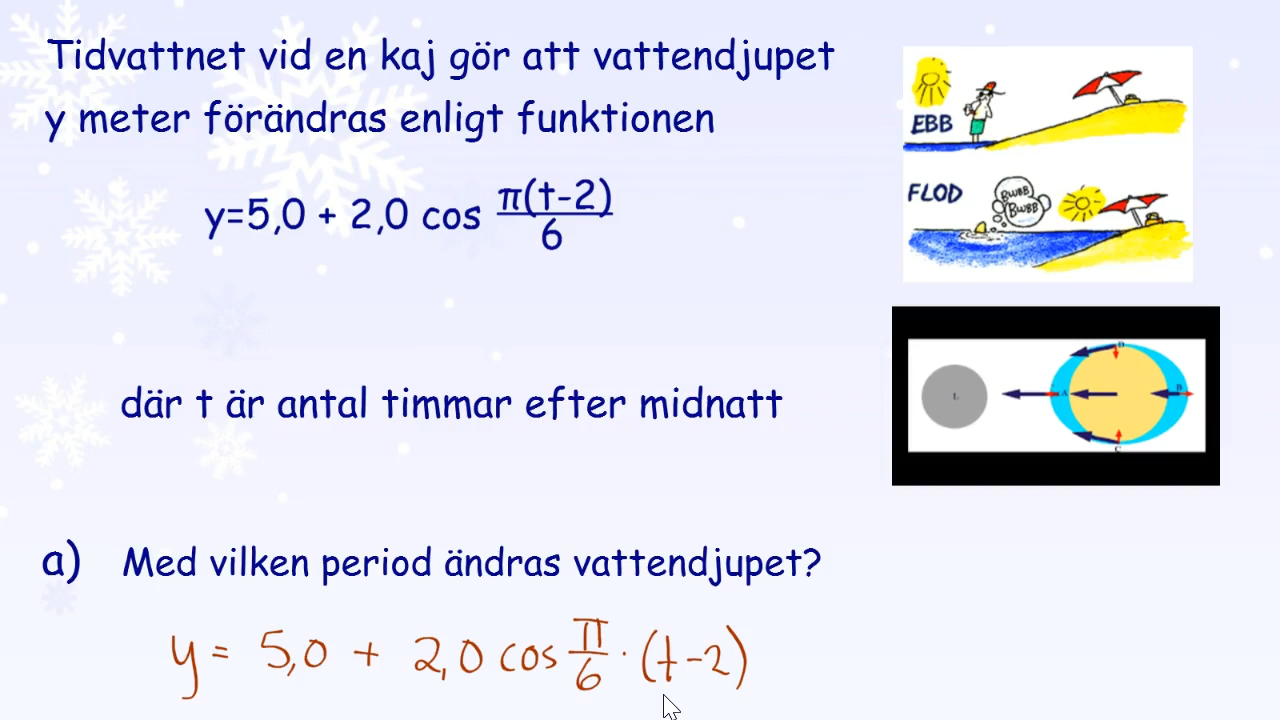 Tidvattnet vid en kaj gör att vattendjupet
y meter förändras enligt funktionen
y=5,0 + 2,0 cos π(t-2)/6
där t är antal timmar efter midnatt
a) Med vilken period ändras vattendjupet?
y = 5,0 + 2,0 cos π/6 · (t-2)
EBB
FLOD
BLUBB
BLUBB
L
D
A
B
C